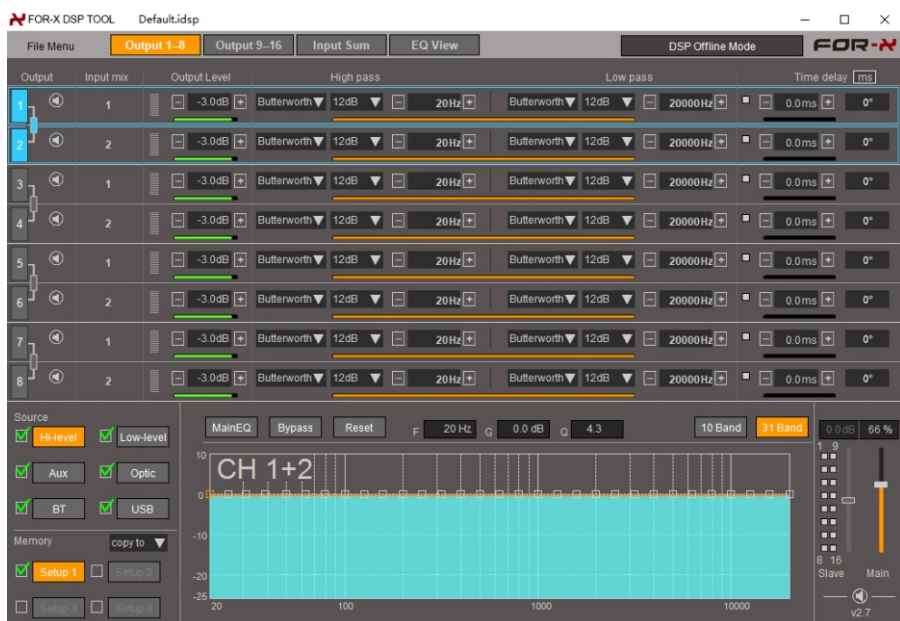 FOR-X DSP TOOL Default.idsp
File Menu Output 1–8 Output 9–16 Input Sum EQ View DSP Offline Mode FOR-X
Output Input mix Output Level High pass Low pass Time delay ms
1 1 -3.0dB Butterworth 12dB 20Hz Butterworth 12dB 20000Hz 0.0ms 0°
2 2 -3.0dB Butterworth 12dB 20Hz Butterworth 12dB 20000Hz 0.0ms 0°
3 1 -3.0dB Butterworth 12dB 20Hz Butterworth 12dB 20000Hz 0.0ms 0°
4 2 -3.0dB Butterworth 12dB 20Hz Butterworth 12dB 20000Hz 0.0ms 0°
5 1 -3.0dB Butterworth 12dB 20Hz Butterworth 12dB 20000Hz 0.0ms 0°
6 2 -3.0dB Butterworth 12dB 20Hz Butterworth 12dB 20000Hz 0.0ms 0°
7 1 -3.0dB Butterworth 12dB 20Hz Butterworth 12dB 20000Hz 0.0ms 0°
8 2 -3.0dB Butterworth 12dB 20Hz Butterworth 12dB 20000Hz 0.0ms 0°
Source
Hi-level Low-level
Aux Optic
BT USB
Memory copy to
Setup 1 Setup 2
Setup 3 Setup 4
MainEQ Bypass Reset F 20 Hz G 0.0 dB Q 4.3 10 Band 31 Band
CH 1+2
10
0
-10
-20
-25
20 100 1000 10000
0.0dB 66 %
1 9
8 16
Slave Main
v2.7